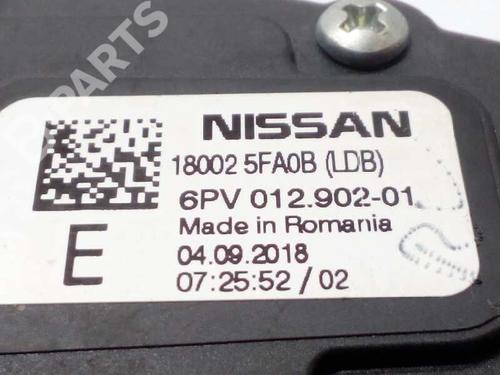 PARTS
NISSAN
18002 5FA0B (LDB)
6PV 012.902-01
Made in Romania
E
04.09.2018
07:25:52 / 02